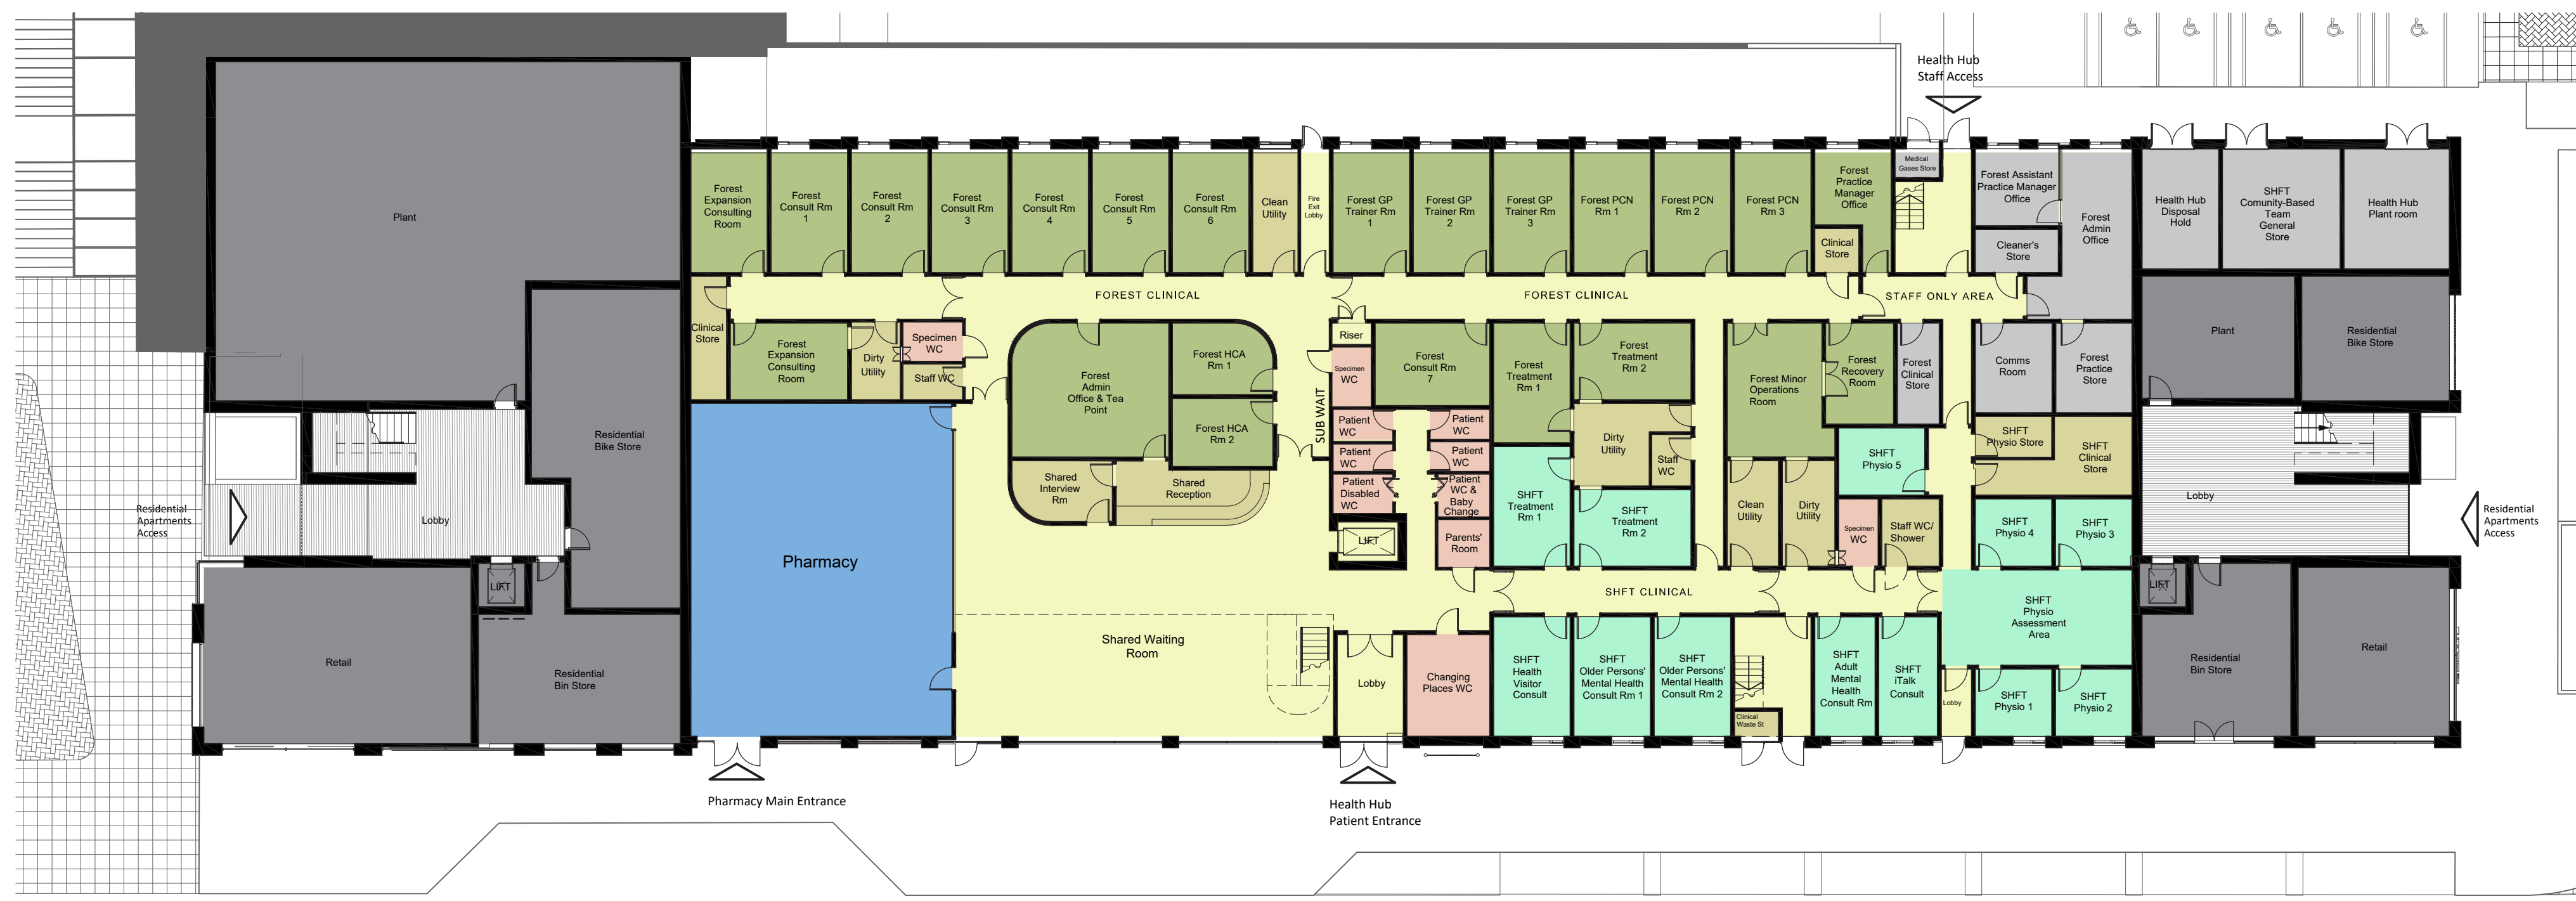 Health Hub
Staff Access
Plant
Forest
Expansion
Consulting
Room
Forest
Consult Rm
1
Forest
Consult Rm
2
Forest
Consult Rm
3
Forest
Consult Rm
4
Forest
Consult Rm
5
Forest
Consult Rm
6
Clean
Utility
Fire
Exit
Lobby
Forest GP
Trainer Rm
1
Forest GP
Trainer Rm
2
Forest GP
Trainer Rm
3
Forest PCN
Rm 1
Forest PCN
Rm 2
Forest PCN
Rm 3
Forest
Practice
Manager
Office
Clinical
Store
Medical
Gases Store
Forest Assistant
Practice Manager
Office
Cleaner's
Store
Forest
Admin
Office
Health Hub
Disposal
Hold
SHFT
Comunity-Based
Team
General
Store
Health Hub
Plant room
FOREST CLINICAL
FOREST CLINICAL
STAFF ONLY AREA
Clinical
Store
Forest
Expansion
Consulting
Room
Dirty
Utility
Specimen
WC
Staff WC
Forest
Admin
Office & Tea
Point
Forest HCA
Rm 1
Forest HCA
Rm 2
SUB WAIT
Riser
Specimen
WC
Forest
Consult Rm
7
Forest
Treatment
Rm 1
Forest
Treatment
Rm 2
Forest Minor
Operations
Room
Forest
Recovery
Room
Forest
Clinical
Store
Comms
Room
Forest
Practice
Store
Plant
Residential
Bike Store
Residential
Bike Store
Patient
WC
Patient
WC
Patient
WC
Patient
WC
Patient
Disabled
WC
Patient
WC &
Baby
Change
Dirty
Utility
Staff
WC
SHFT
Physio 5
SHFT
Physio Store
SHFT
Clinical
Store
Shared
Interview
Rm
Shared
Reception
SHFT
Treatment
Rm 1
SHFT
Treatment
Rm 2
Clean
Utility
Dirty
Utility
Specimen
WC
Staff WC/
Shower
SHFT
Physio 4
SHFT
Physio 3
Lobby
Residential
Apartments
Access
Residential
Apartments
Access
Lobby
LIFT
Parents'
Room
Pharmacy
LIFT
LIFT
SHFT CLINICAL
SHFT
Physio
Assessment
Area
Retail
Residential
Bin Store
Shared Waiting
Room
Lobby
Changing
Places WC
SHFT
Health
Visitor
Consult
SHFT
Older Persons'
Mental Health
Consult Rm 1
SHFT
Older Persons'
Mental Health
Consult Rm 2
Clinical
Waste St
SHFT
Adult
Mental
Health
Consult Rm
SHFT
iTalk
Consult
Lobby
SHFT
Physio 1
SHFT
Physio 2
Residential
Bin Store
Retail
Pharmacy Main Entrance
Health Hub
Patient Entrance